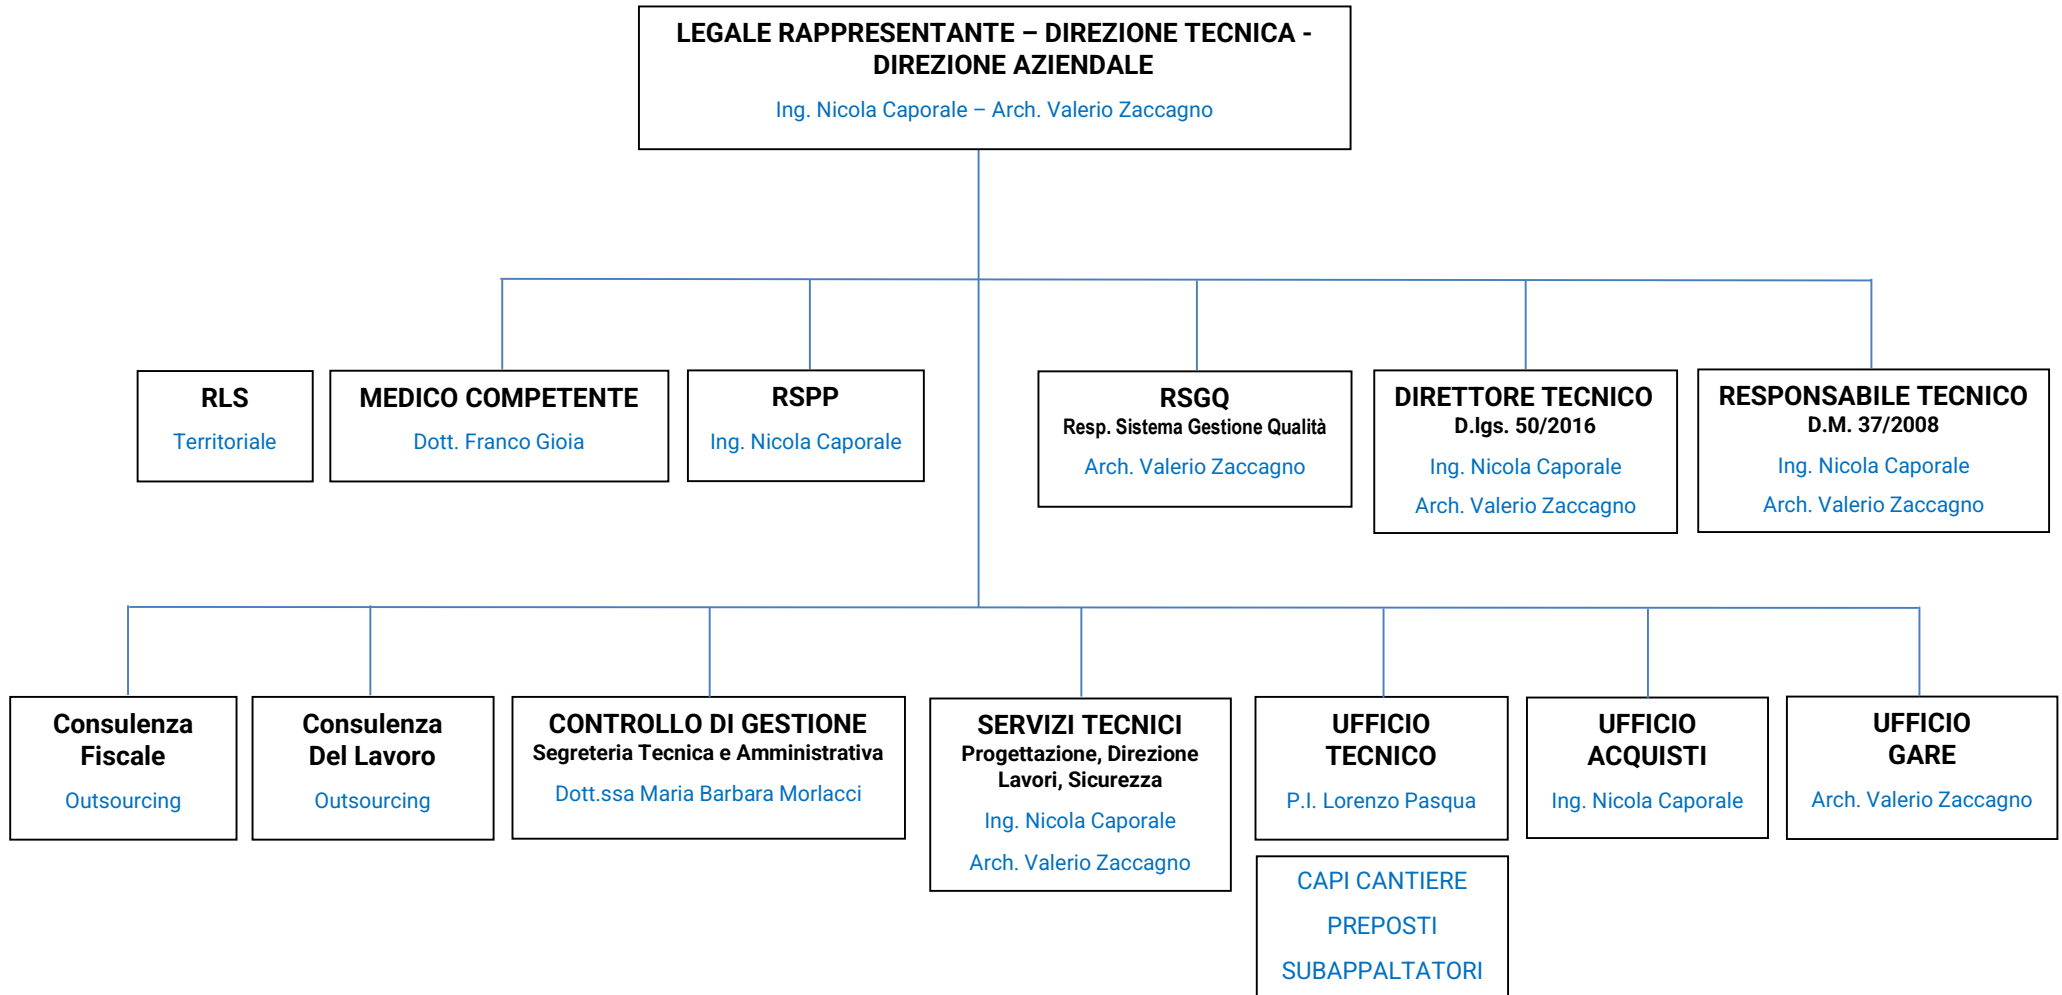 LEGALE RAPPRESENTANTE – DIREZIONE TECNICA -
DIREZIONE AZIENDALE
Ing. Nicola Caporale – Arch. Valerio Zaccagno
RLS
Territoriale
MEDICO COMPETENTE
Dott. Franco Gioia
RSPP
Ing. Nicola Caporale
RSGQ
Resp. Sistema Gestione Qualità
Arch. Valerio Zaccagno
DIRETTORE TECNICO
D.lgs. 50/2016
Ing. Nicola Caporale
Arch. Valerio Zaccagno
RESPONSABILE TECNICO
D.M. 37/2008
Ing. Nicola Caporale
Arch. Valerio Zaccagno
Consulenza
Fiscale
Outsourcing
Consulenza
Del Lavoro
Outsourcing
CONTROLLO DI GESTIONE
Segreteria Tecnica e Amministrativa
Dott.ssa Maria Barbara Morlacci
SERVIZI TECNICI
Progettazione, Direzione
Lavori, Sicurezza
Ing. Nicola Caporale
Arch. Valerio Zaccagno
UFFICIO
TECNICO
P.I. Lorenzo Pasqua
CAPI CANTIERE
PREPOSTI
SUBAPPALTATORI
UFFICIO
ACQUISTI
Ing. Nicola Caporale
UFFICIO
GARE
Arch. Valerio Zaccagno